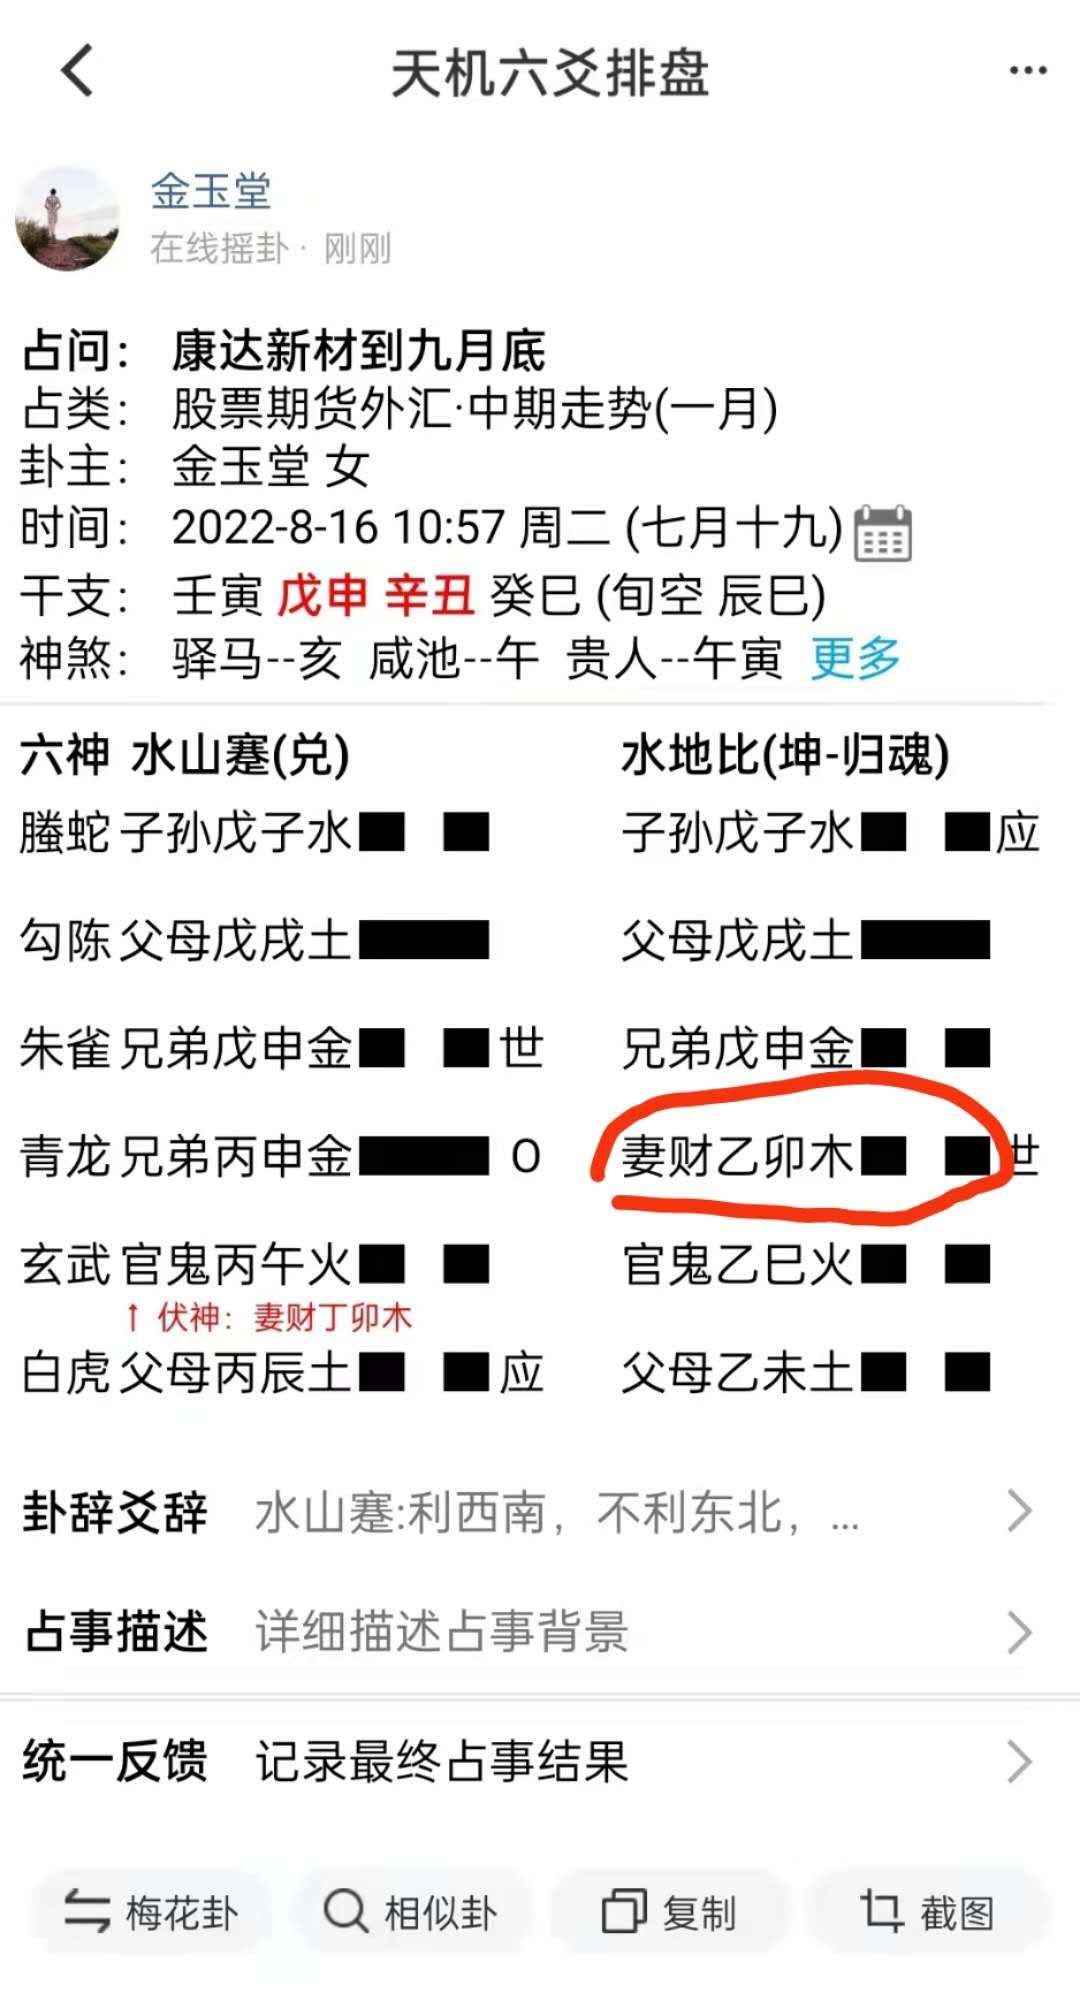 天机六爻排盘
金玉堂
在线摇卦 · 刚刚
占问： 康达新材到九月底
占类： 股票期货外汇·中期走势(一月)
卦主： 金玉堂 女
时间： 2022-8-16 10:57 周二 (七月十九)
干支： 壬寅 戊申 辛丑 癸巳 (旬空 辰巳)
神煞： 驿马--亥 咸池--午 贵人--午寅 更多
六神 水山蹇(兑) 水地比(坤-归魂)
螣蛇 子孙戊子水 子孙戊子水 应
勾陈 父母戊戌土 父母戊戌土
朱雀 兄弟戊申金 世 兄弟戊申金
青龙 兄弟丙申金 O 妻财乙卯木 世
玄武 官鬼丙午火 官鬼乙巳火
↑ 伏神：妻财丁卯木
白虎 父母丙辰土 应 父母乙未土
卦辞爻辞 水山蹇:利西南，不利东北，...
占事描述 详细描述占事背景
统一反馈 记录最终占事结果
梅花卦 相似卦 复制 截图